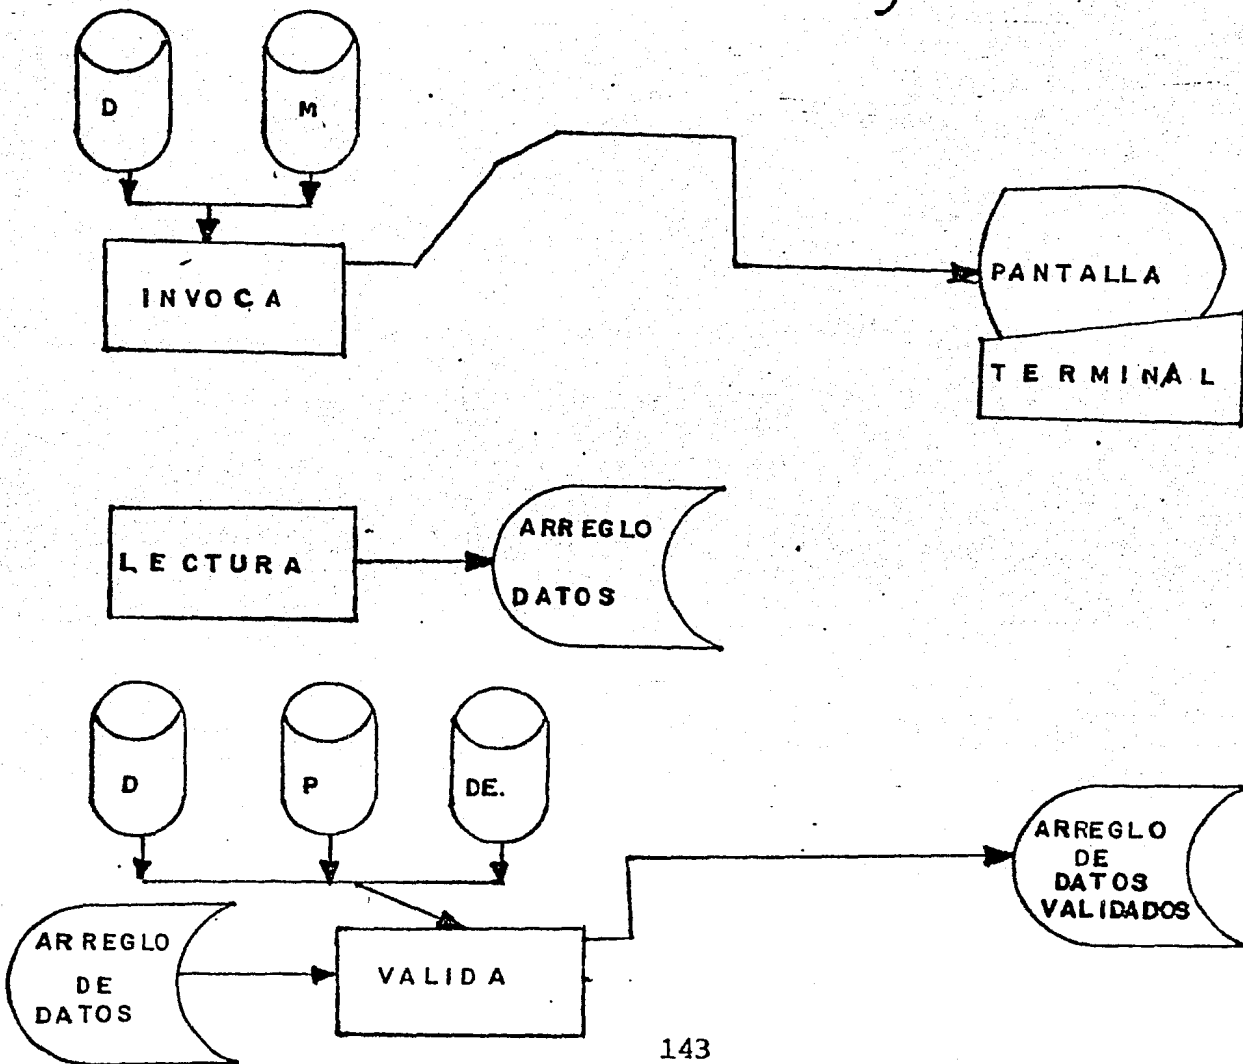 D
M
INVOCA
PANTALLA
TERMINAL
LECTURA
ARREGLO
DATOS
D
P
DE.
ARREGLO
DE
DATOS
VALIDADOS
ARREGLO
DE
DATOS
VALIDA
143